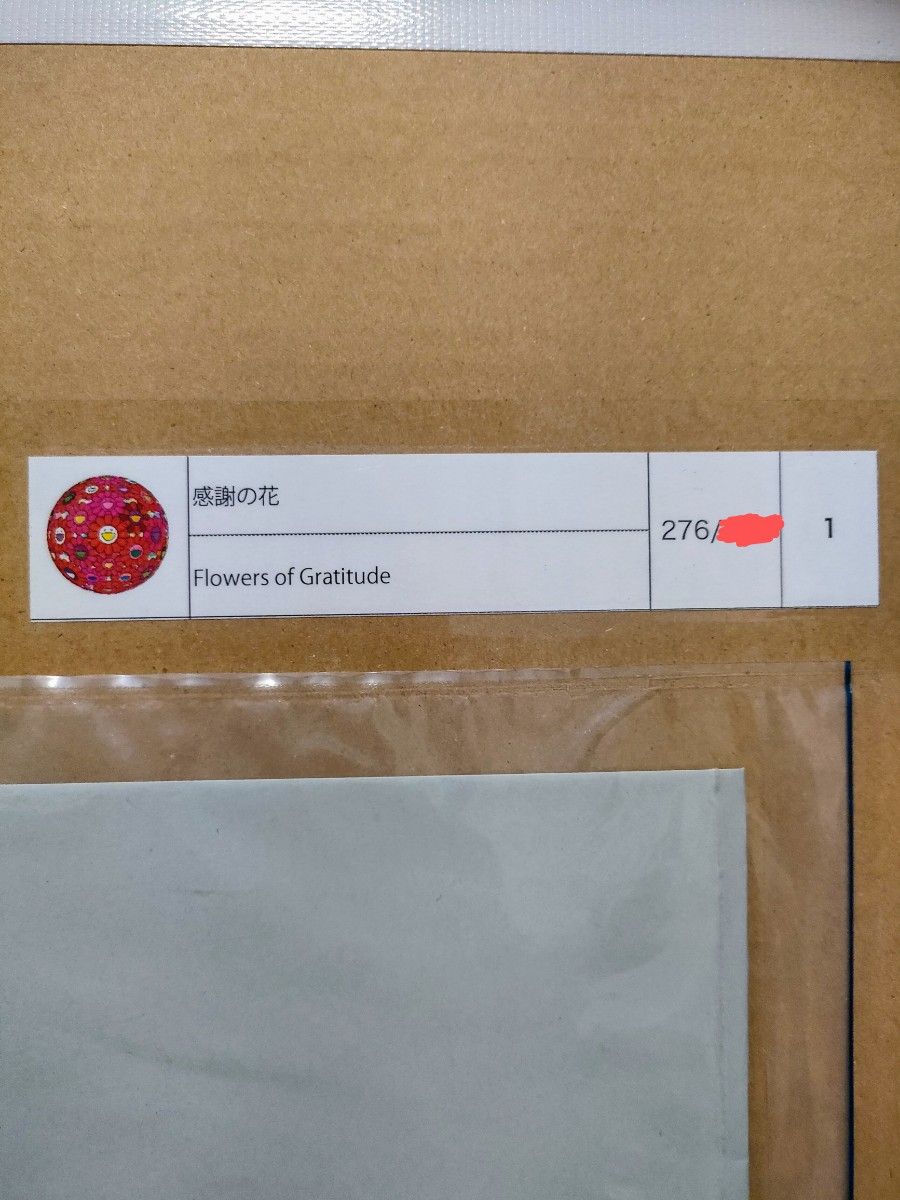 感謝の花
Flowers of Gratitude
276/
1